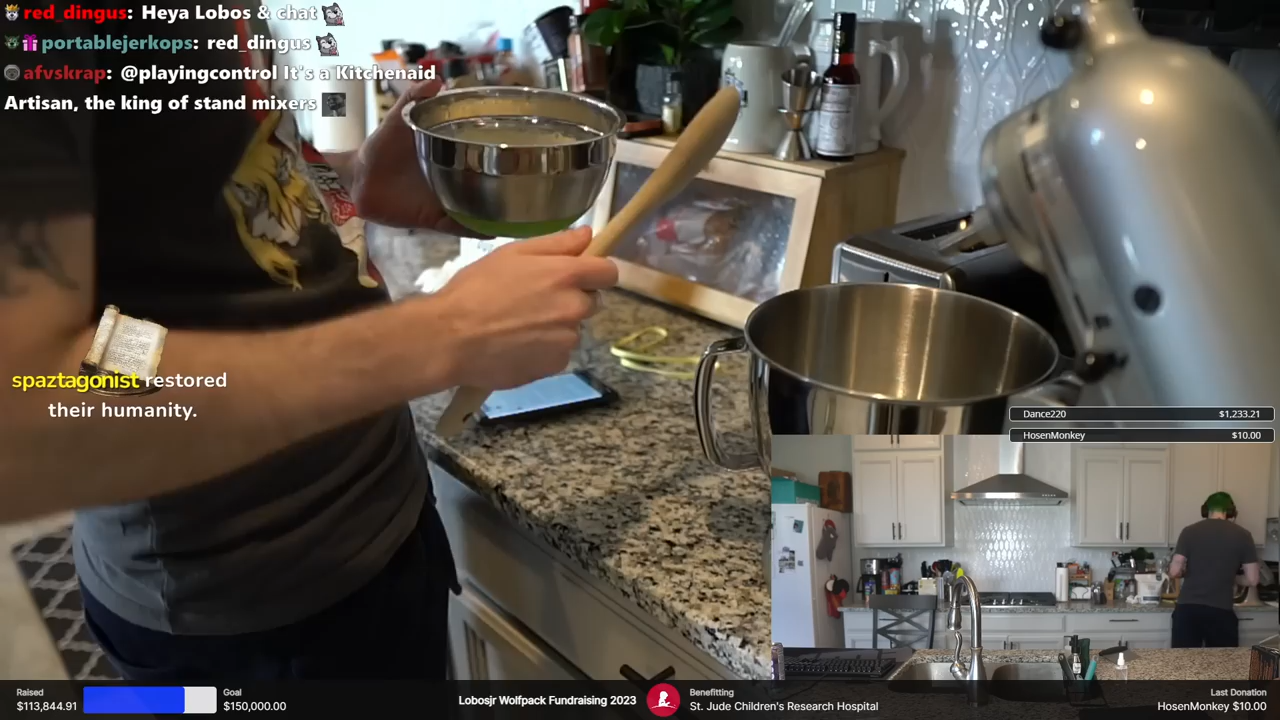 red_dingus: Heya Lobos & chat
portablejerkops: red_dingus
afvskrap: @playingcontrol It's a Kitchenaid
Artisan, the king of stand mixers
spaztagonist restored
their humanity.
Dance220 $1,233.21
HosenMonkey $10.00
Raised
$113,844.91
Goal
$150,000.00
Lobosjr Wolfpack Fundraising 2023
Benefitting
St. Jude Children's Research Hospital
Last Donation
HosenMonkey $10.00